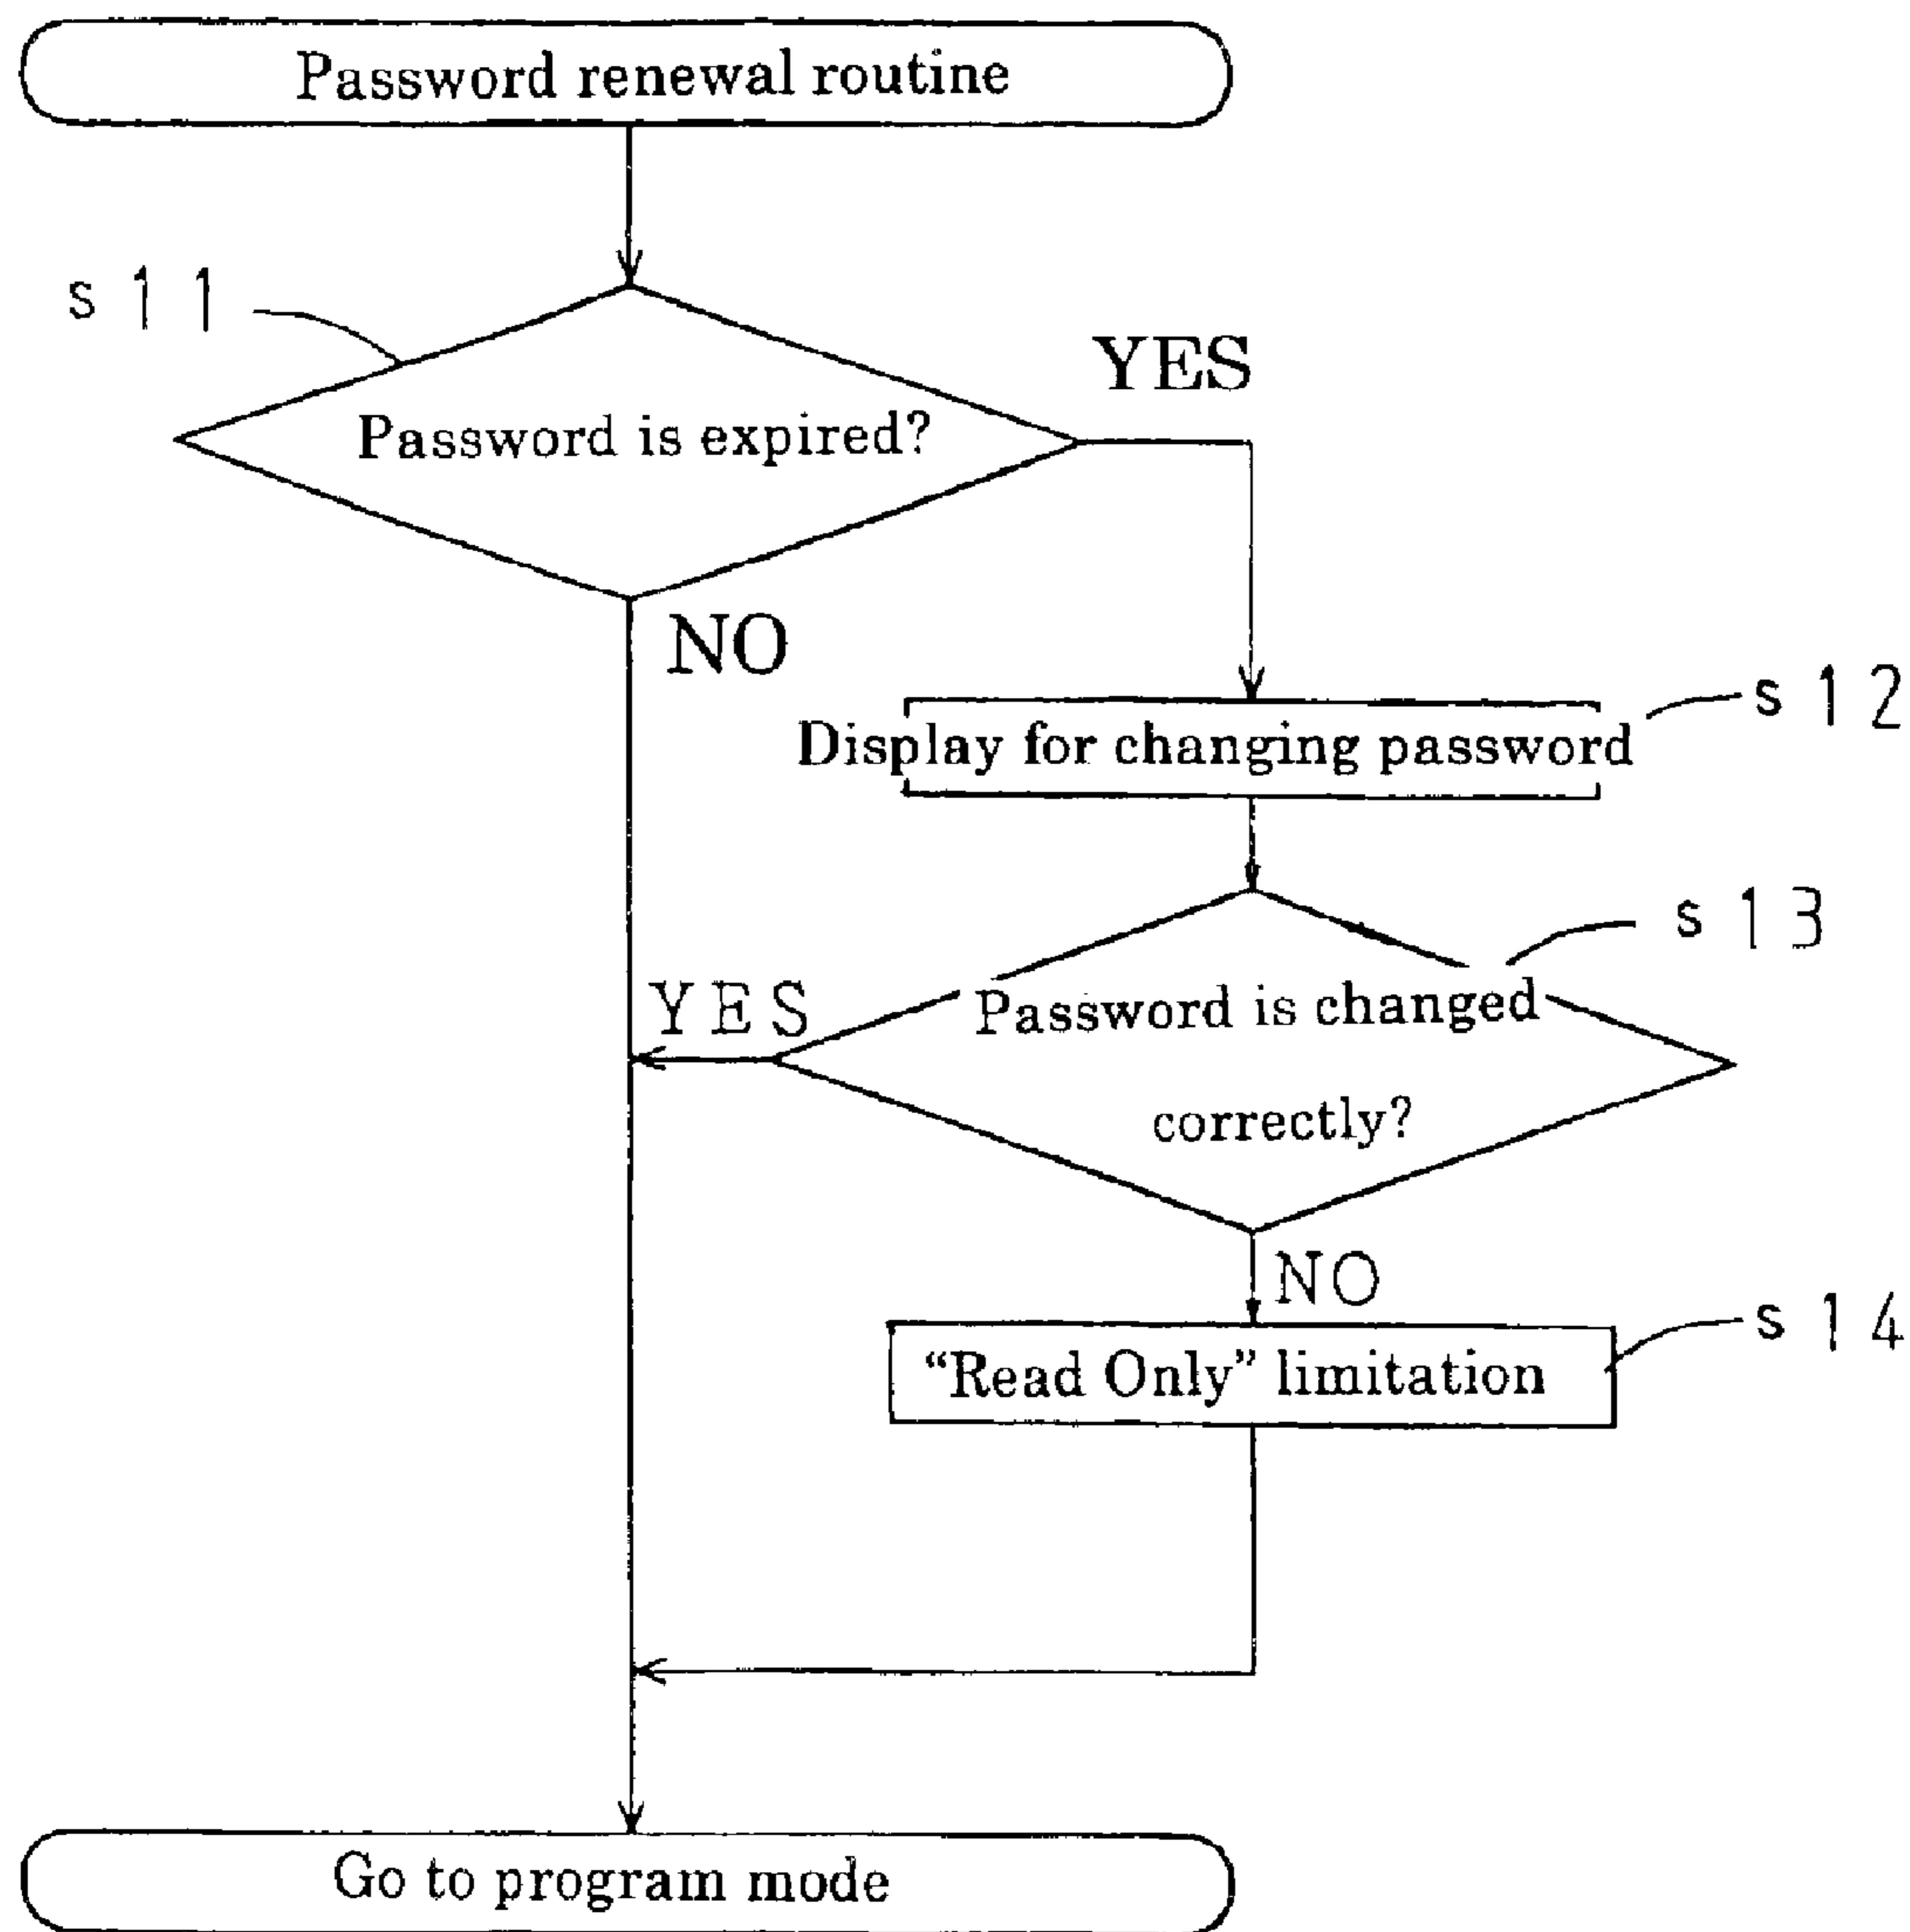 Password renewal routine
s 1 1
YES
Password is expired?
NO
s 1 2
Display for changing password
s 1 3
YES
Password is changed
correctly?
NO
s 1 4
“Read Only” limitation
Go to program mode